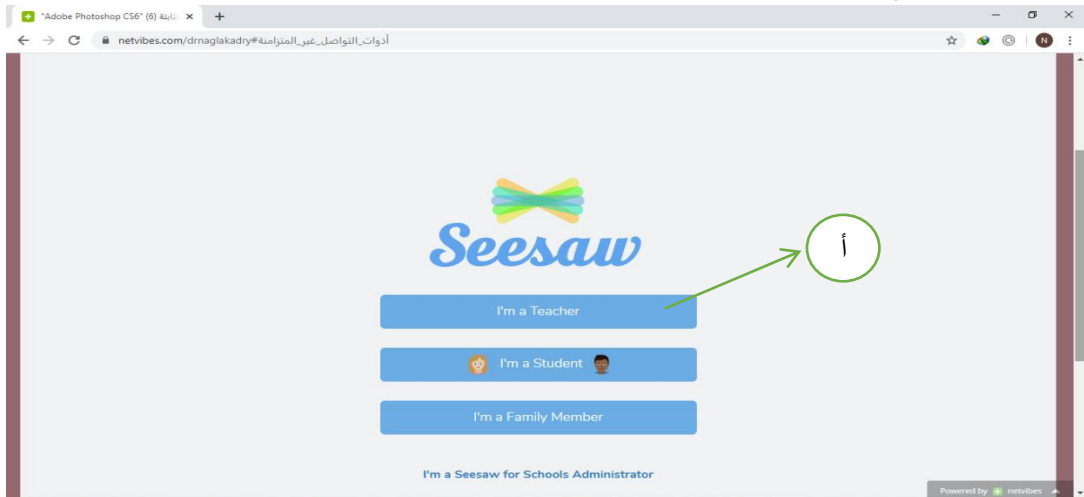 "Adobe Photoshop CS6" (6)
netvibes.com/drnaglakadry#أدوات_التواصل_غير_المتزامنة
N
Seesaw
أ
I'm a Teacher
I'm a Student
I'm a Family Member
I'm a Seesaw for Schools Administrator
Powered by netvibes